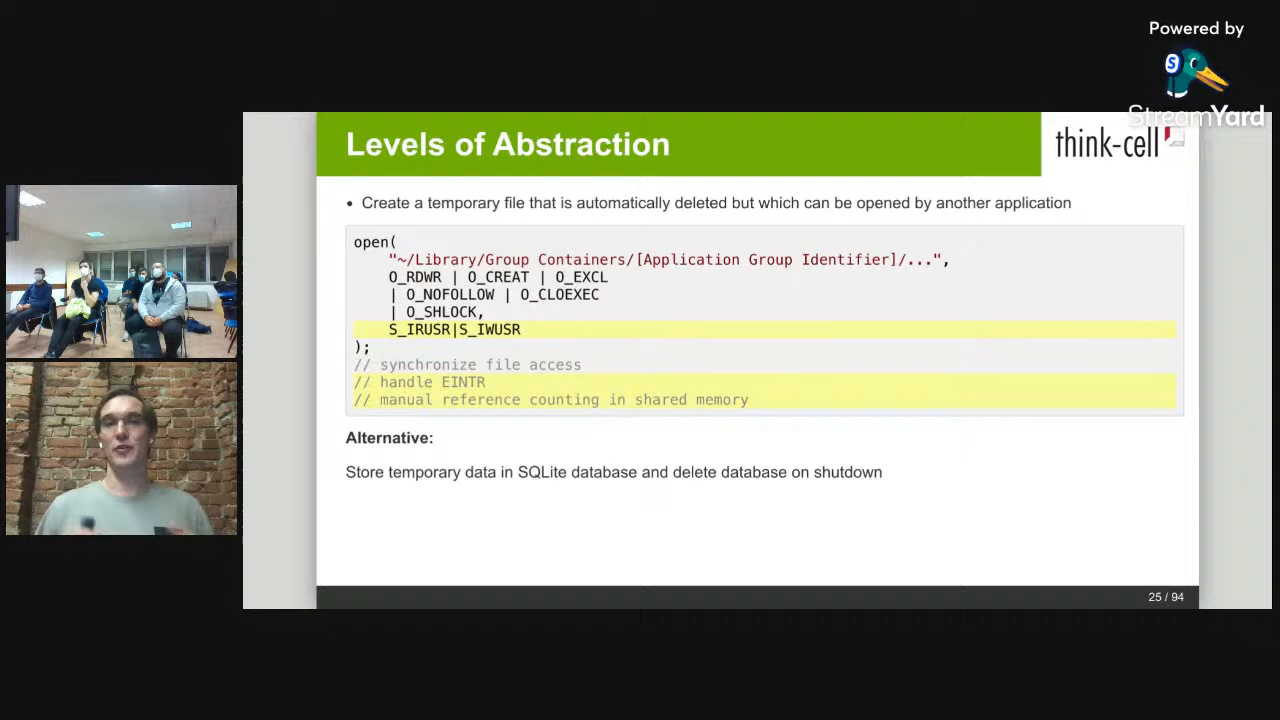 Powered by
S
StreamYard
Levels of Abstraction
think-cell
• Create a temporary file that is automatically deleted but which can be opened by another application
open(
    "~/Library/Group Containers/[Application Group Identifier]/...",
    O_RDWR | O_CREAT | O_EXCL
    | O_NOFOLLOW | O_CLOEXEC
    | O_SHLOCK,
    S_IRUSR|S_IWUSR
);
// synchronize file access
// handle EINTR
// manual reference counting in shared memory
Alternative:
Store temporary data in SQLite database and delete database on shutdown
25 / 94